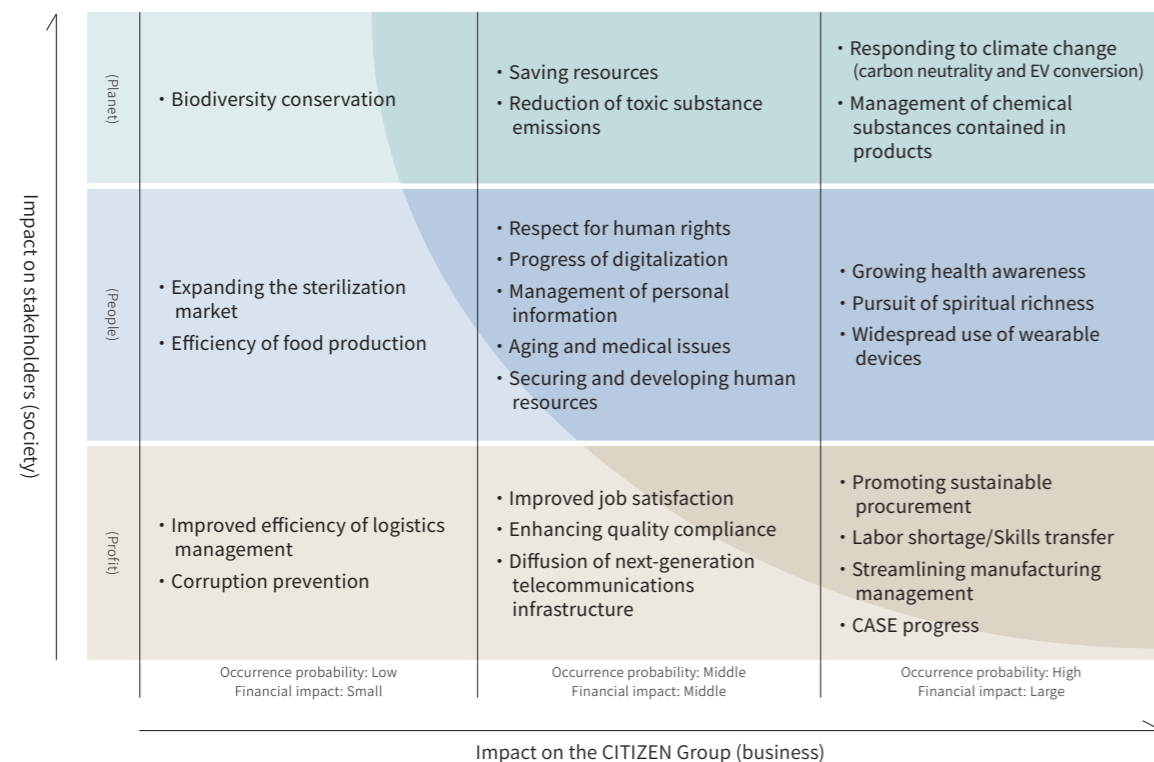 Impact on stakeholders (society)
(Planet)
・Biodiversity conservation
・Saving resources
・Reduction of toxic substance
emissions
・Responding to climate change
(carbon neutrality and EV conversion)
・Management of chemical
substances contained in
products
(People)
・Expanding the sterilization
market
・Efficiency of food production
・Respect for human rights
・Progress of digitalization
・Management of personal
information
・Aging and medical issues
・Securing and developing human
resources
・Growing health awareness
・Pursuit of spiritual richness
・Widespread use of wearable
devices
(Profit)
・Improved efficiency of logistics
management
・Corruption prevention
・Improved job satisfaction
・Enhancing quality compliance
・Diffusion of next-generation
telecommunications
infrastructure
・Promoting sustainable
procurement
・Labor shortage/Skills transfer
・Streamlining manufacturing
management
・CASE progress
Occurrence probability: Low
Financial impact: Small
Occurrence probability: Middle
Financial impact: Middle
Occurrence probability: High
Financial impact: Large
Impact on the CITIZEN Group (business)